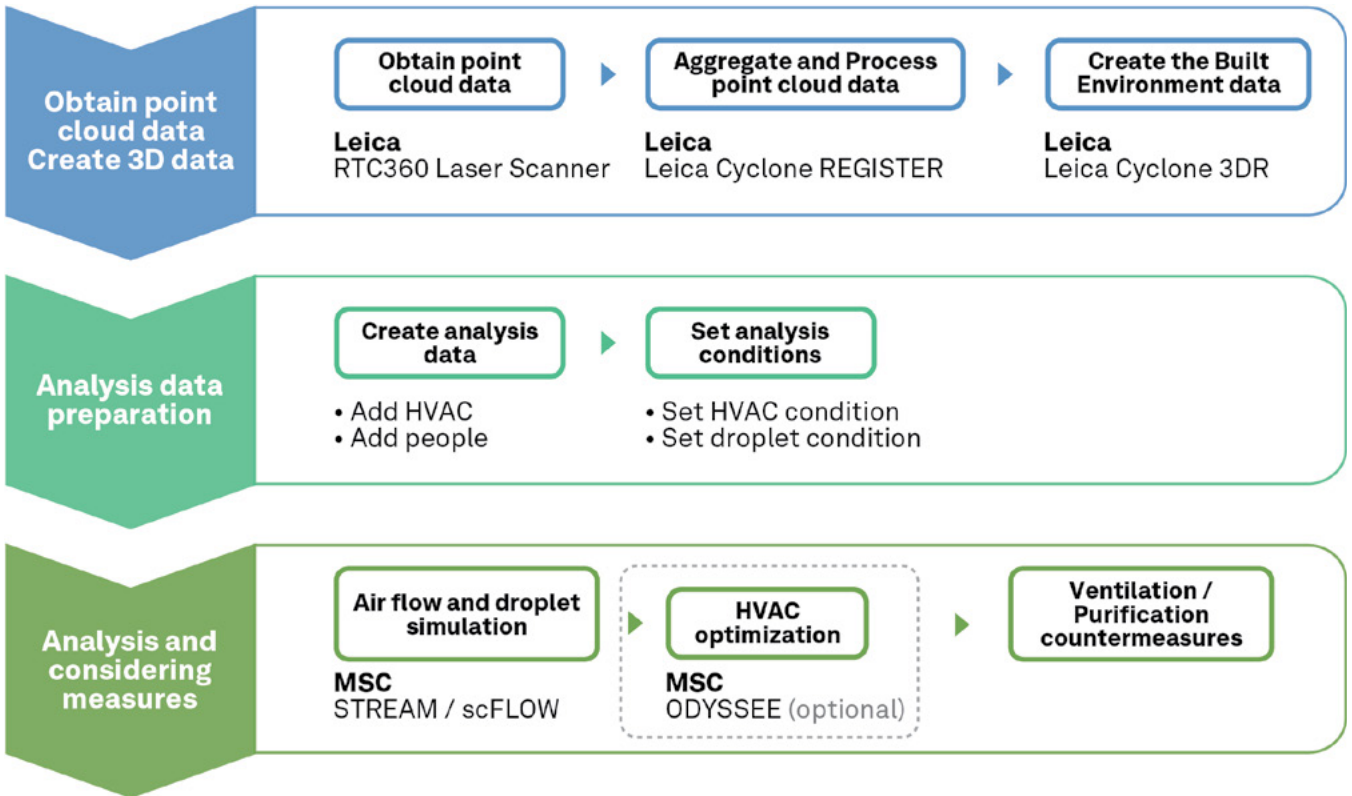 Obtain point
cloud data
Create 3D data
Obtain point
cloud data
Leica
RTC360 Laser Scanner
Aggregate and Process
point cloud data
Leica
Leica Cyclone REGISTER
Create the Built
Environment data
Leica
Leica Cyclone 3DR
Analysis data
preparation
Create analysis
data
• Add HVAC
• Add people
Set analysis
conditions
• Set HVAC condition
• Set droplet condition
Analysis and
considering
measures
Air flow and droplet
simulation
MSC
STREAM / scFLOW
HVAC
optimization
MSC
ODYSSEE (optional)
Ventilation /
Purification
countermeasures